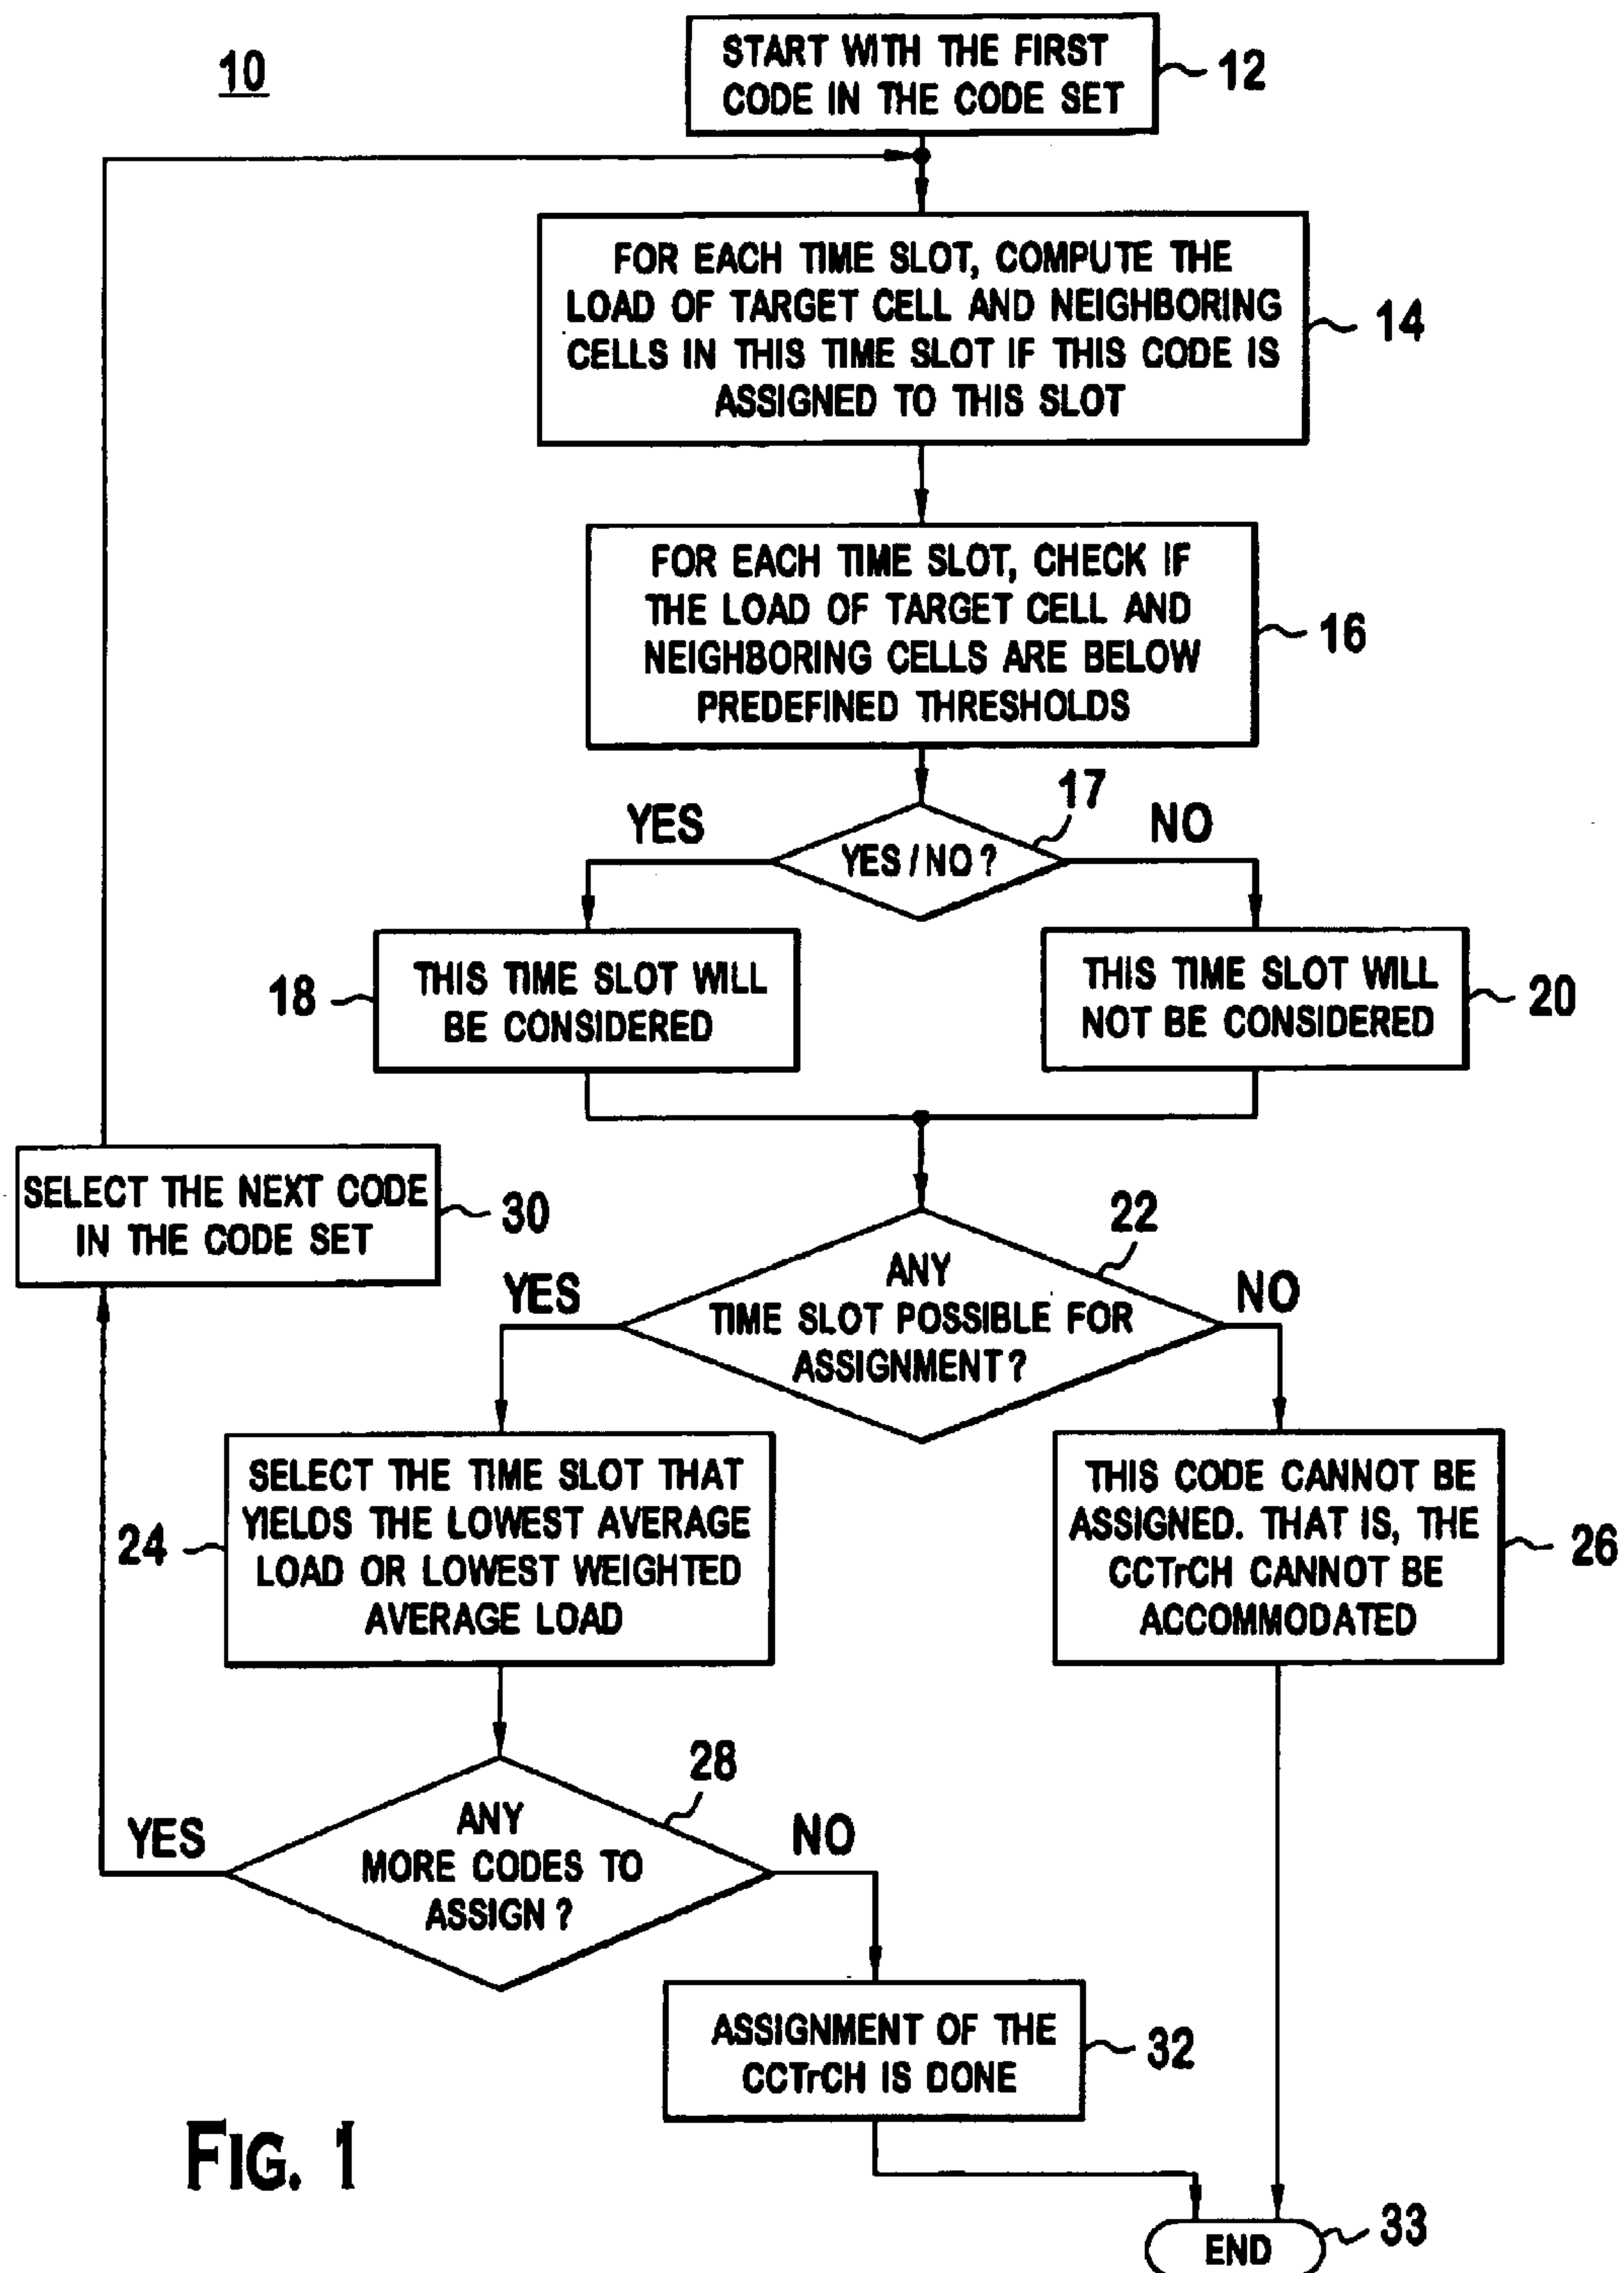 10
START WITH THE FIRST
CODE IN THE CODE SET
12
FOR EACH TIME SLOT, COMPUTE THE
LOAD OF TARGET CELL AND NEIGHBORING
CELLS IN THIS TIME SLOT IF THIS CODE IS
ASSIGNED TO THIS SLOT
14
FOR EACH TIME SLOT, CHECK IF
THE LOAD OF TARGET CELL AND
NEIGHBORING CELLS ARE BELOW
PREDEFINED THRESHOLDS
16
17
YES
YES / NO ?
NO
18
THIS TIME SLOT WILL
BE CONSIDERED
THIS TIME SLOT WILL
NOT BE CONSIDERED
20
SELECT THE NEXT CODE
IN THE CODE SET
30
22
YES
ANY
TIME SLOT POSSIBLE FOR
ASSIGNMENT?
NO
24
SELECT THE TIME SLOT THAT
YIELDS THE LOWEST AVERAGE
LOAD OR LOWEST WEIGHTED
AVERAGE LOAD
THIS CODE CANNOT BE
ASSIGNED. THAT IS, THE
CCTrCH CANNOT BE
ACCOMMODATED
26
28
YES
ANY
MORE CODES TO
ASSIGN ?
NO
ASSIGNMENT OF THE
CCTrCH IS DONE
32
FIG. 1
END
33